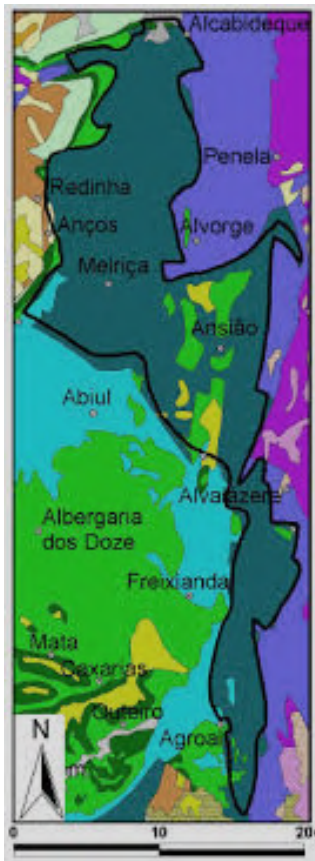 Alcabideque
Penela
Redinha
Anços
Alvorge
Melriça
Ansião
Abiul
Alvaiázere
Albergaria
dos Doze
Freixianda
Mata
Caxarias
Outeiro
Agroal
N
0 10 20